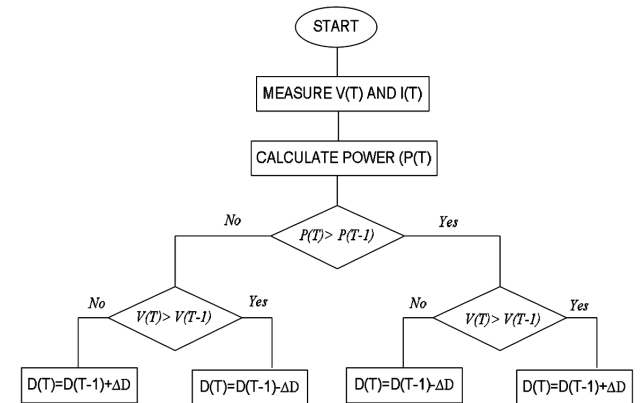 START
MEASURE V(T) AND I(T)
CALCULATE POWER (P(T)
No
Yes
P(T)> P(T-1)
No
Yes
No
Yes
V(T)> V(T-1)
V(T)> V(T-1)
D(T)=D(T-1)+ΔD
D(T)=D(T-1)-ΔD
D(T)=D(T-1)-ΔD
D(T)=D(T-1)+ΔD